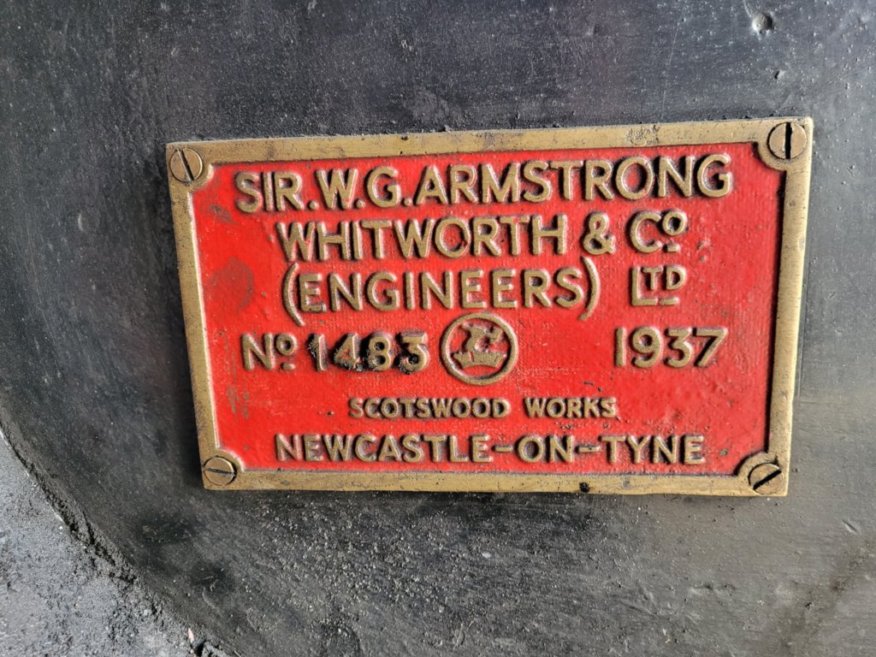 SIR.W.G.ARMSTRONG
WHITWORTH & Cº
(ENGINEERS) LTD
Nº 1483 1937
SCOTSWOOD WORKS
NEWCASTLE-ON-TYNE